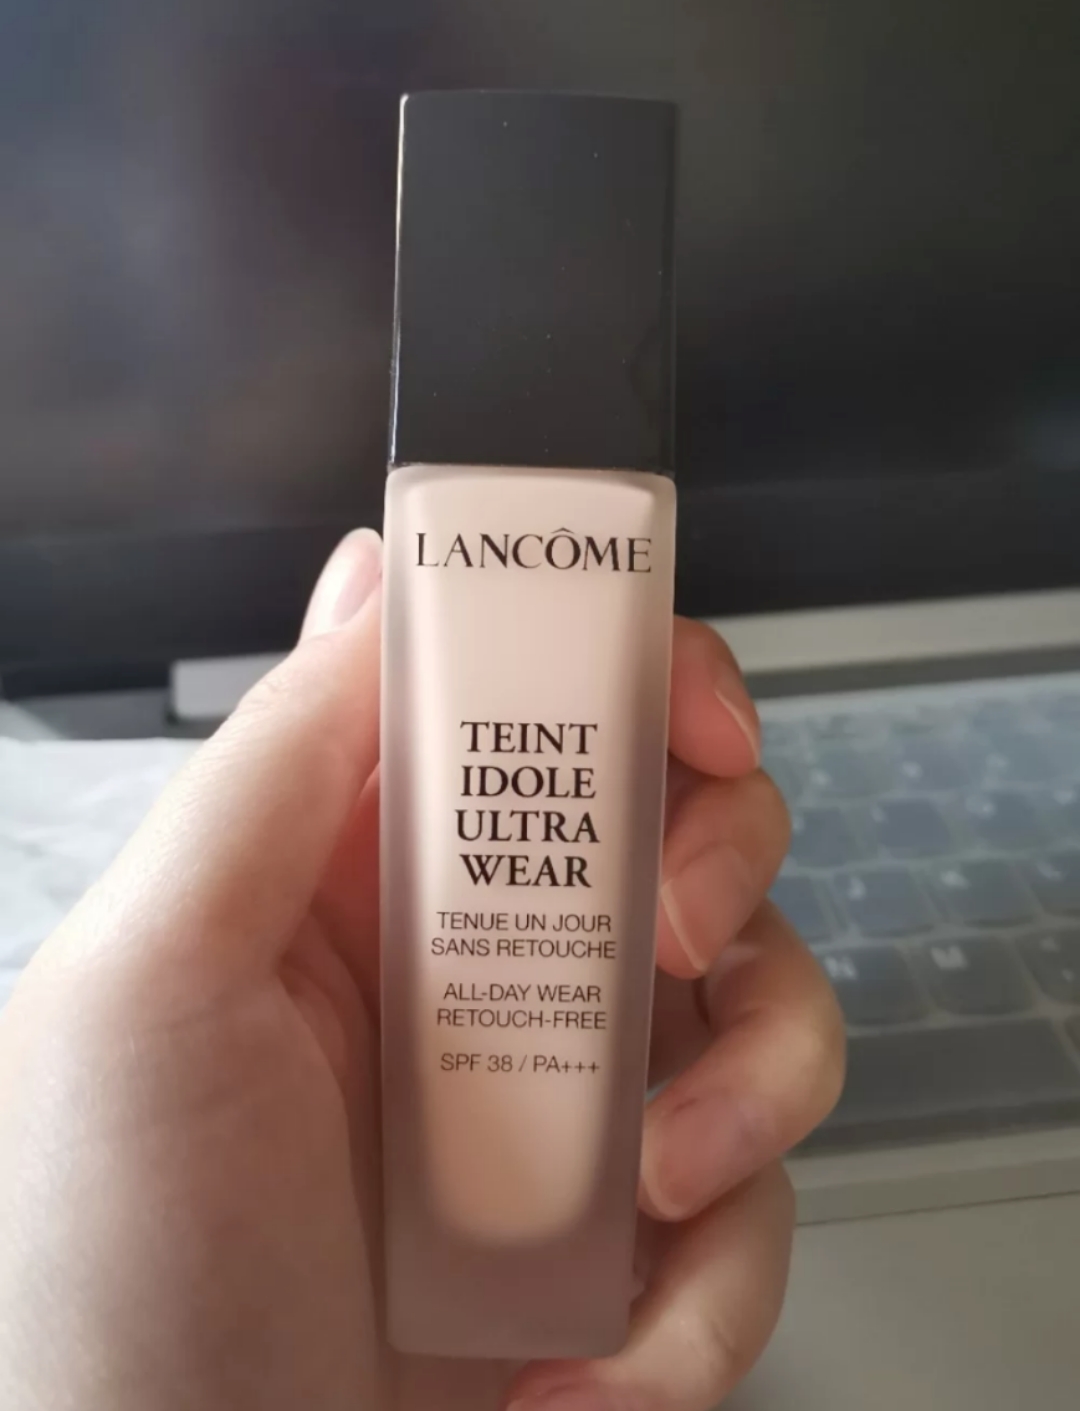 LANCÔME
TEINT
IDOLE
ULTRA
WEAR
TENUE UN JOUR
SANS RETOUCHE
ALL-DAY WEAR
RETOUCH-FREE
SPF 38 / PA+++
N
M